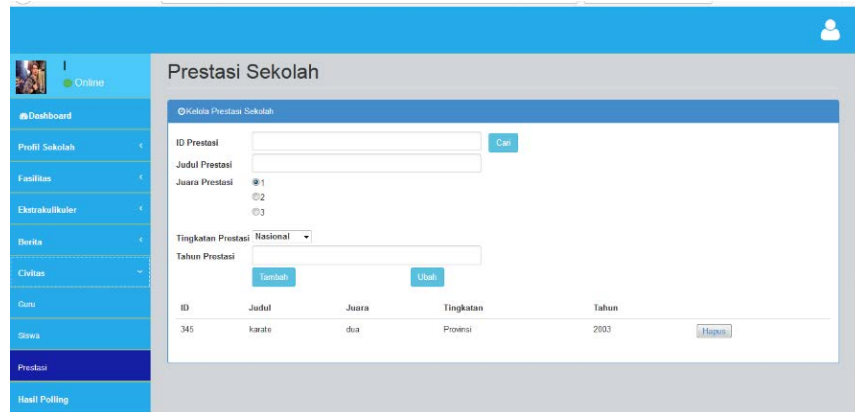 Online
Dashboard
Profil Sekolah
Fasilitas
Ekstrakulikuler
Berita
Civitas
Guru
Siswa
Prestasi
Hasil Polling
Prestasi Sekolah
Kelola Prestasi Sekolah
ID Prestasi Cari
Judul Prestasi
Juara Prestasi 1
2
3
Tingkatan Prestasi Nasional
Tahun Prestasi
Tambah Ubah
ID Judul Juara Tingkatan Tahun
345 karate dua Provinsi 2003 Hapus